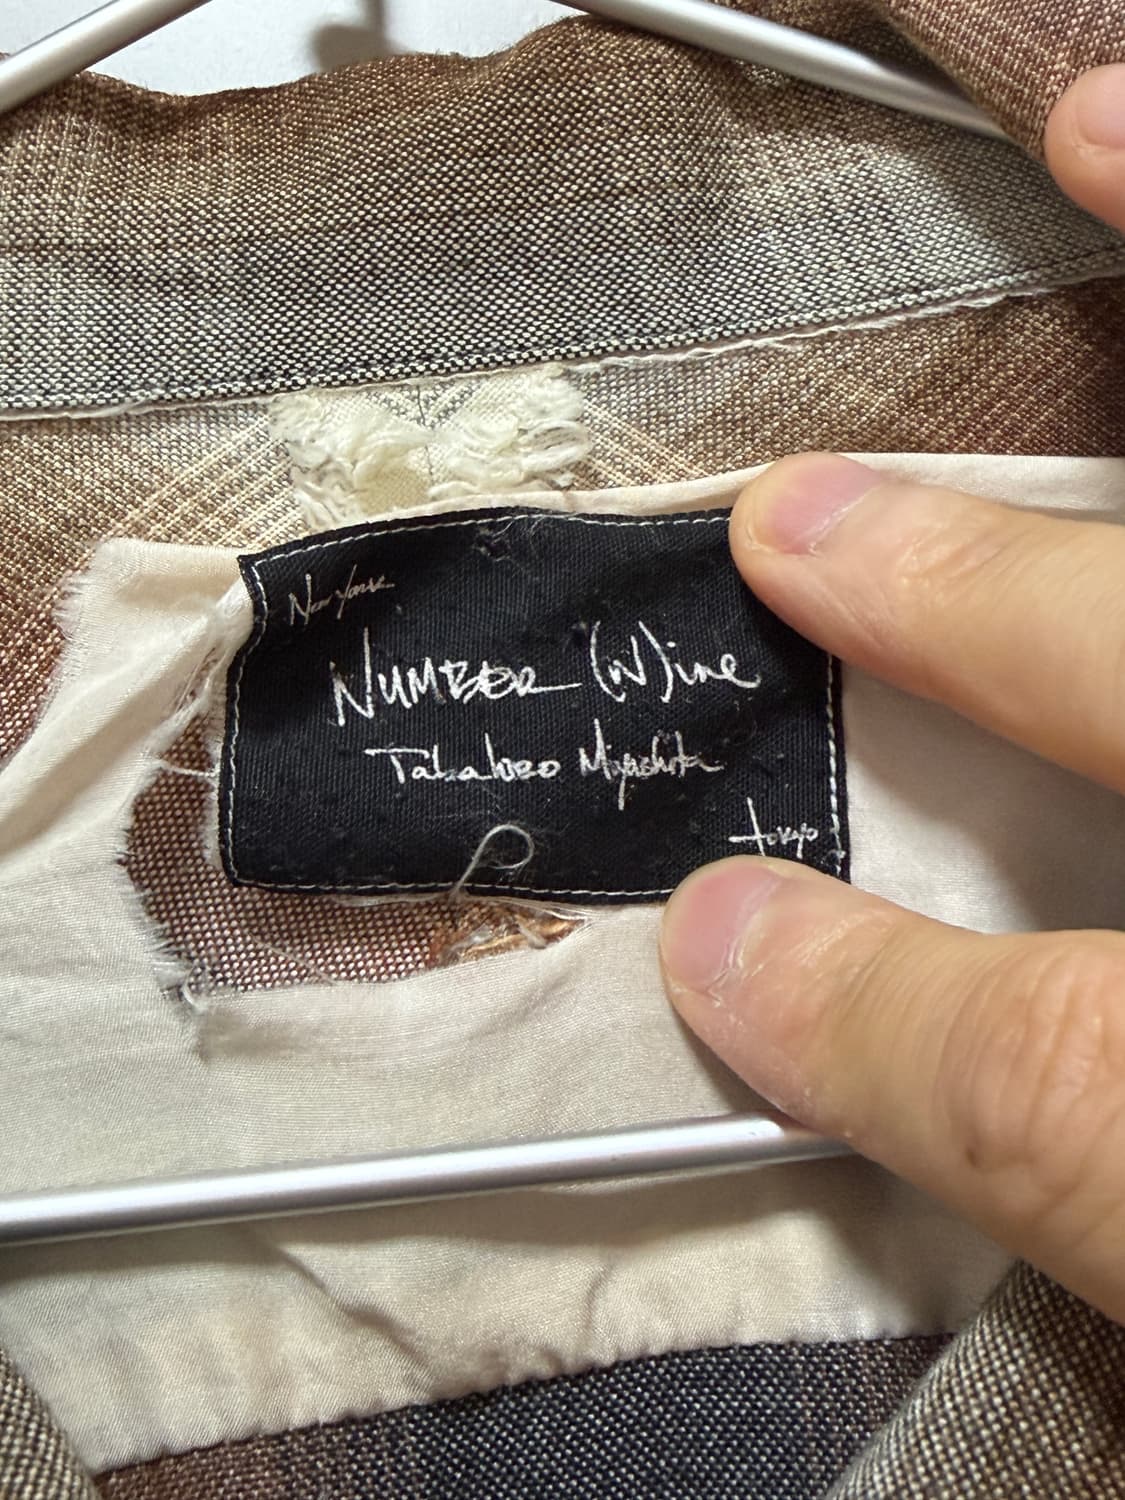 New York
NUMBER (N)ine
Takahiro Miyashita
tokyo